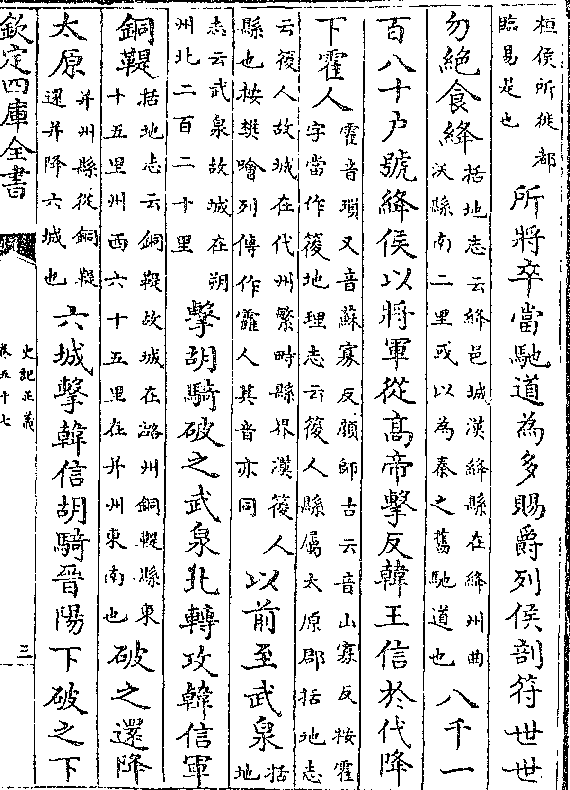 桓侯所徙都
臨易是也
所將卒當馳道為多賜爵列侯剖符世世
勿絶食絳
括地志云絳邑城漢絳縣在絳州曲
沃縣南二里或以為秦之舊馳道也
八千一
百八十户號絳侯以將軍從髙帝擊反韓王信於代降
下霍人
霍音瑣又音蘇寡反顔師古云音山寡反按霍
字當作葰地理志云葰人縣屬太原郡括地志
云葰人故城在代州繁時縣界漢葰人
縣也按樊噲列傳作靃人其音亦同
以前至武泉
括
地
志云武泉故城在朔
州北二百二十里
擊胡騎破之武泉北轉攻韓信軍
銅鞮
括地志云銅鞮故城在潞州銅鞮縣東
十五里州西六十五里在并州東南也
破之還降
太原
并州縣從銅鞮
還并降六城也
六城擊韓信胡騎晉陽下破之下
欽定四庫全書
史記正義
卷五十七
三